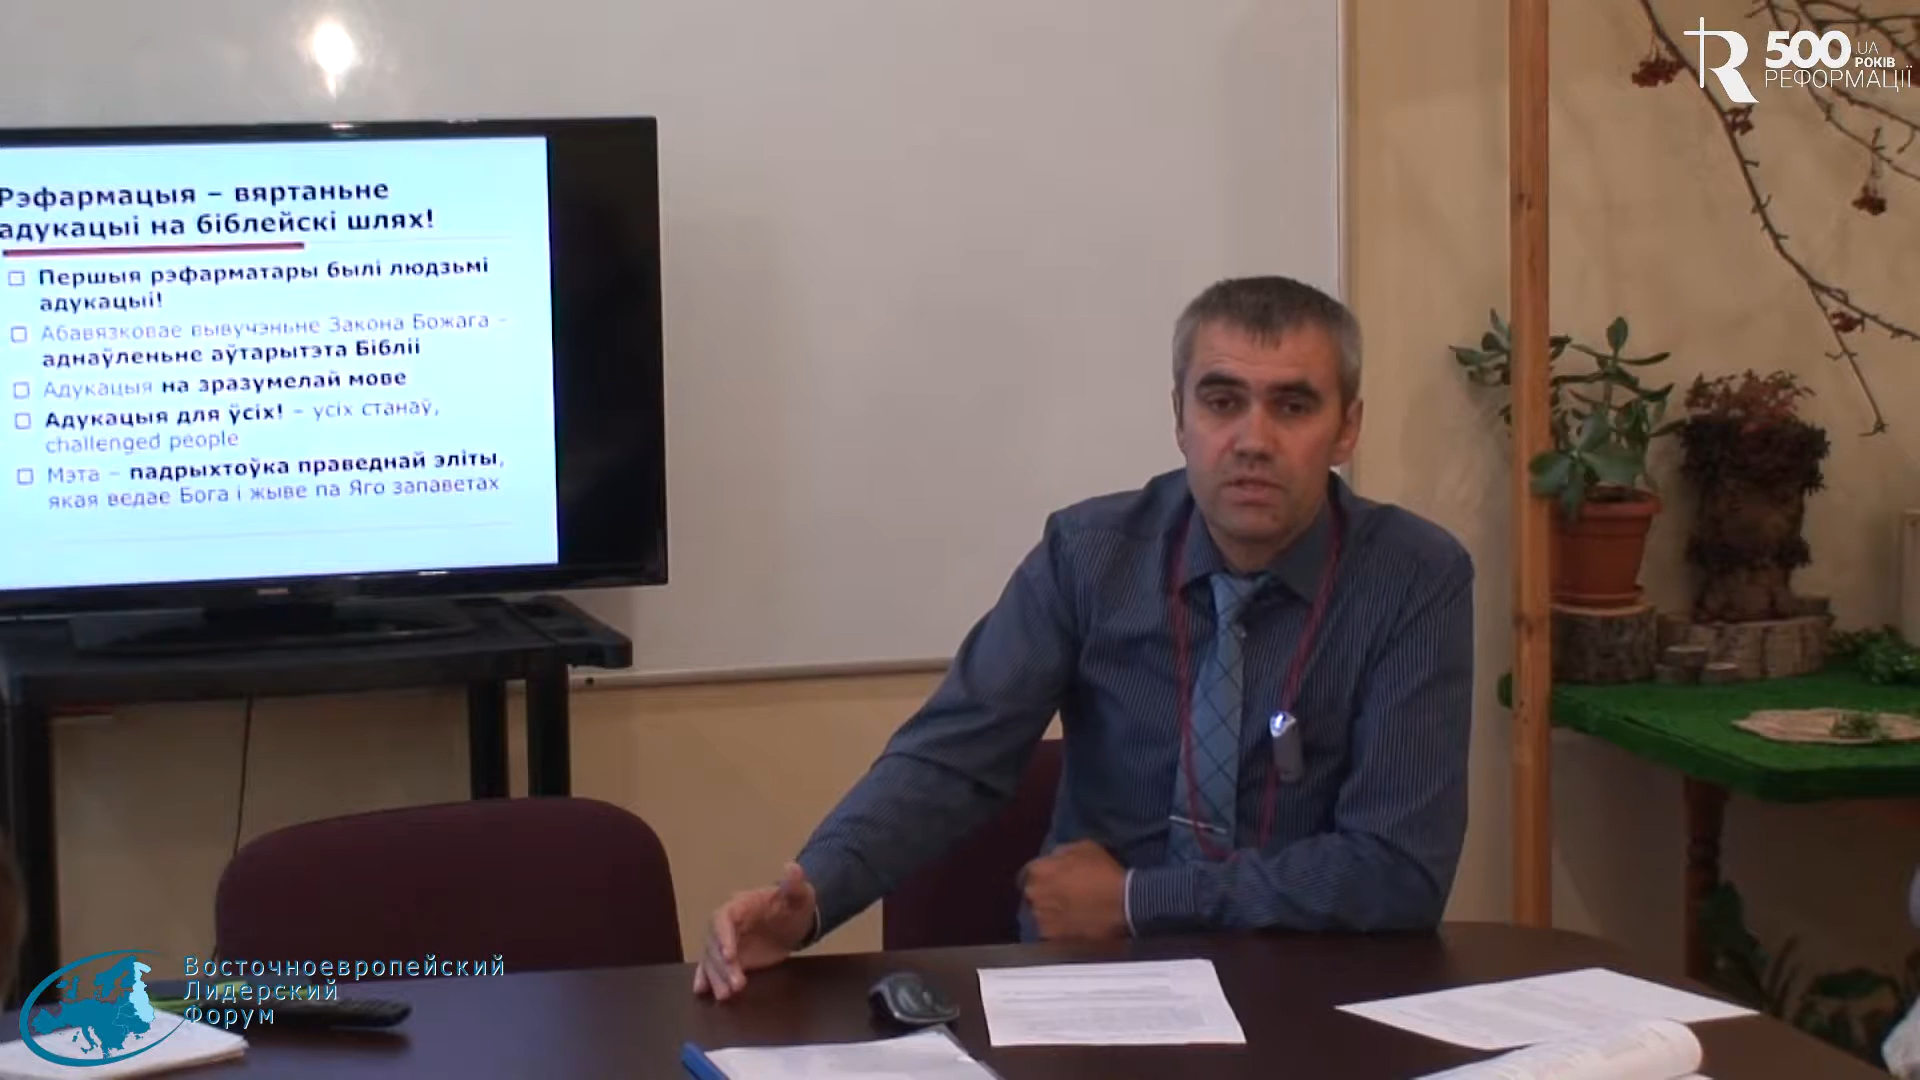 500 .UA
РОКІВ
РЕФОРМАЦІЇ
Рэфармацыя – вяртаньне
адукацыі на біблейскі шлях!
Першыя рэфарматары былі людзьмі
адукацыі!
Абавязковае вывучэньне Закона Божага –
аднаўленьне аўтарытэта Бібліі
Адукацыя на зразумелай мове
Адукацыя для ўсіх! – усіх станаў,
challenged people
Мэта – падрыхтоўка праведнай эліты,
якая ведае Бога і жыве па Яго запаветах
Восточноевропейский
Лидерский
Форум